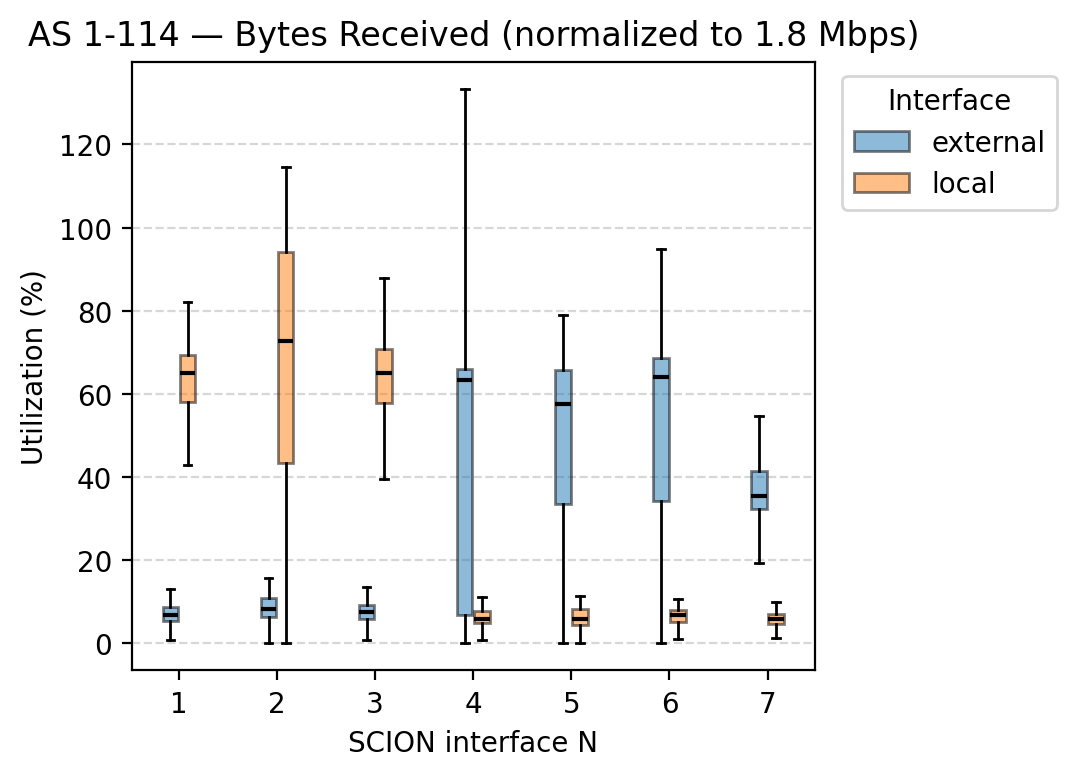 AS 1-114 — Bytes Received (normalized to 1.8 Mbps)
Interface
external
local
Utilization (%)
120
100
80
60
40
20
0
1 2 3 4 5 6 7
SCION interface N